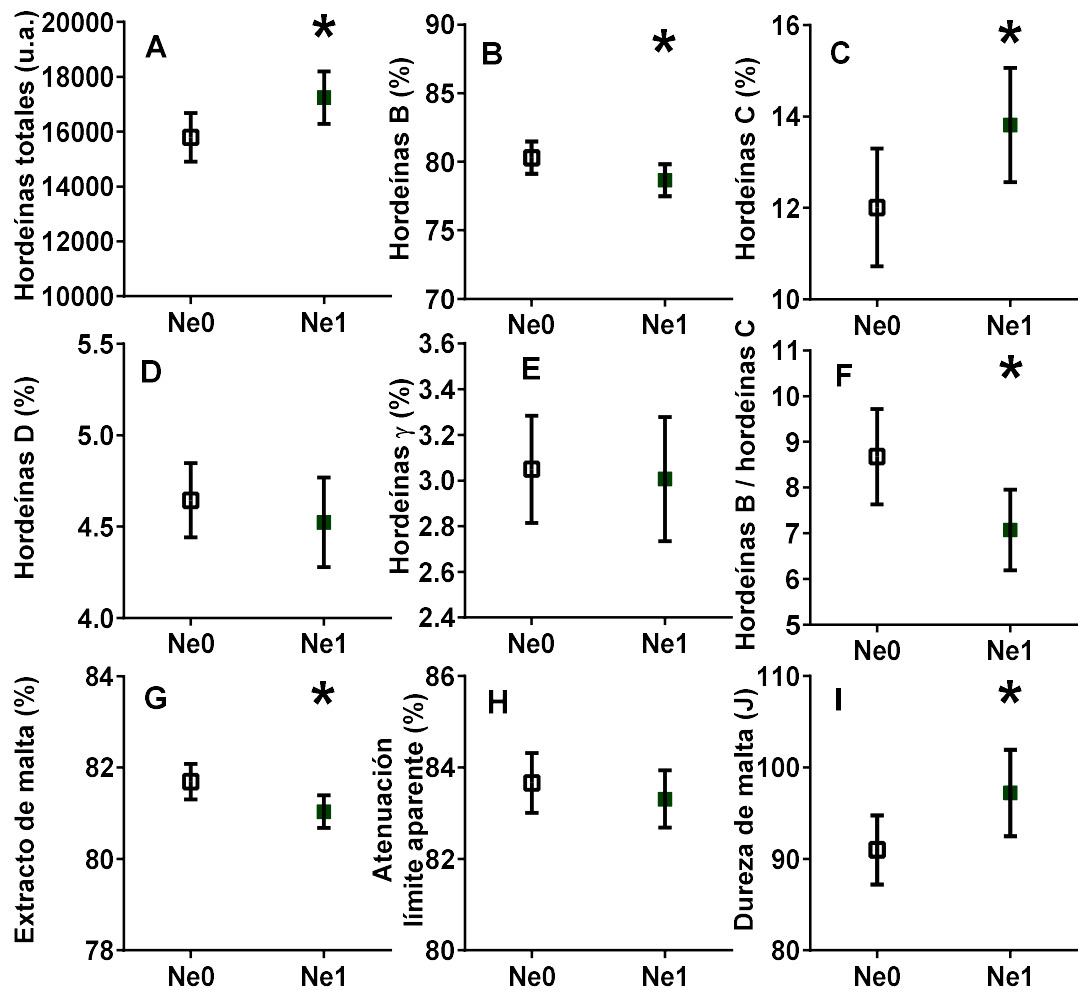 Hordeínas totales (u.a.)
20000
18000
16000
14000
12000
10000
A
*
Ne0
Ne1
Hordeínas B (%)
90
85
80
75
70
B
*
Ne0
Ne1
Hordeínas C (%)
16
14
12
10
C
*
Ne0
Ne1
Hordeínas D (%)
5.5
5.0
4.5
4.0
D
Ne0
Ne1
Hordeínas γ (%)
3.6
3.4
3.2
3.0
2.8
2.6
2.4
E
Ne0
Ne1
Hordeínas B / hordeínas C
11
10
9
8
7
6
5
F
*
Ne0
Ne1
Extracto de malta (%)
84
82
80
78
G
*
Ne0
Ne1
Atenuación
límite aparente (%)
86
84
82
80
H
Ne0
Ne1
Dureza de malta (J)
110
100
90
80
I
*
Ne0
Ne1